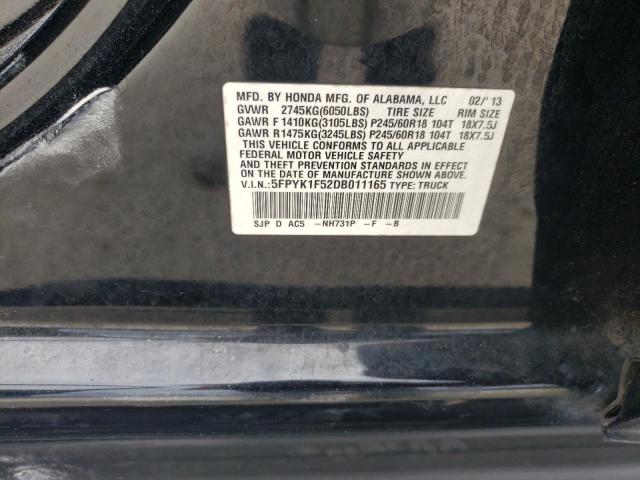 MFD. BY HONDA MFG. OF ALABAMA, LLC 02/'13
GVWR 2745KG(6050LBS) TIRE SIZE RIM SIZE
GAWR F 1410KG(3105LBS) P245/60R18 104T 18X7.5J
GAWR R1475KG(3245LBS) P245/60R18 104T 18X7.5J
THIS VEHICLE CONFORMS TO ALL APPLICABLE
FEDERAL MOTOR VEHICLE SAFETY
AND THEFT PREVENTION STANDARDS IN EFFECT
ON THE DATE OF MANUFACTURE SHOWN ABOVE.
V.I.N.:5FPYK1F52DB011165 TYPE: TRUCK
SJP D AC5 -NH731P -F -B